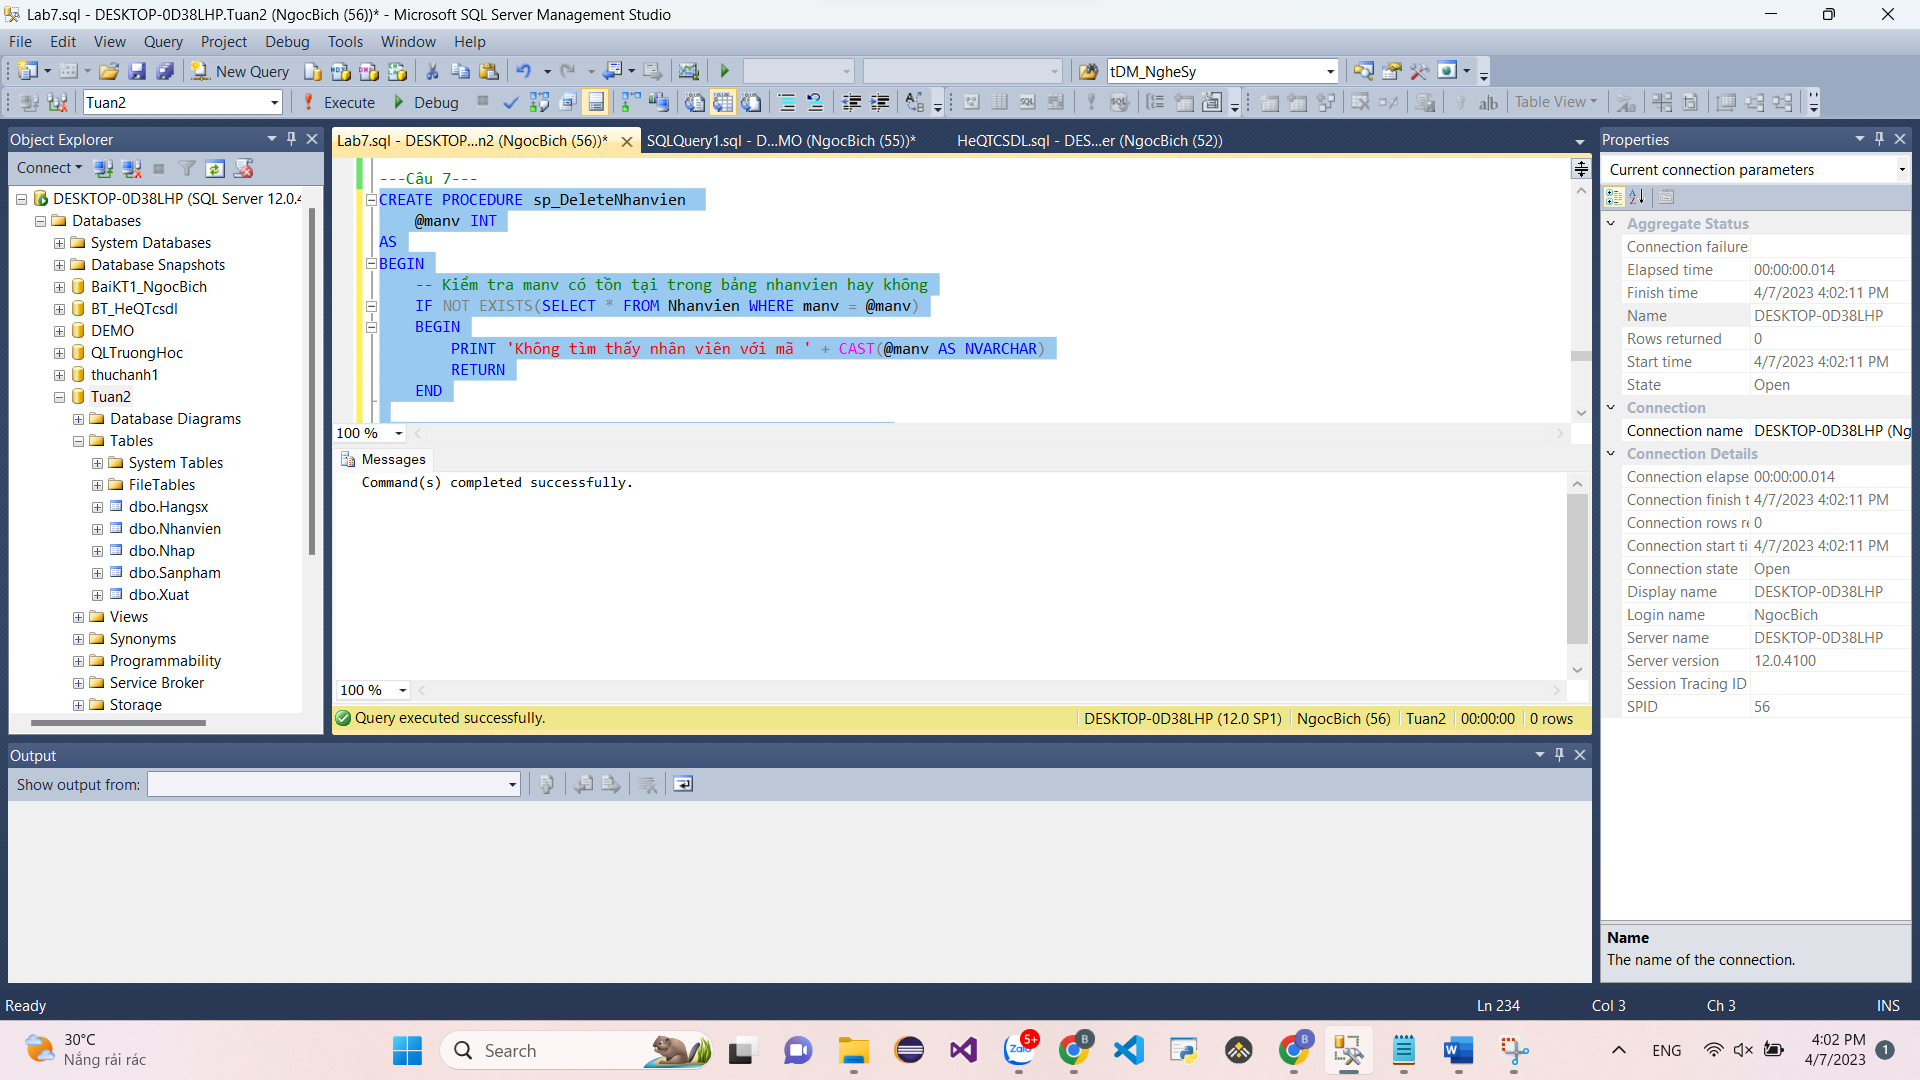 Lab7.sql - DESKTOP-0D38LHP.Tuan2 (NgocBich (56))* - Microsoft SQL Server Management Studio
File Edit View Query Project Debug Tools Window Help
New Query tDM_NgheSy
Tuan2 Execute Debug Table View
Object Explorer
Connect
DESKTOP-0D38LHP (SQL Server 12.0.4
Databases
System Databases
Database Snapshots
BaiKT1_NgocBich
BT_HeQTcsdl
DEMO
QLTruongHoc
thuchanh1
Tuan2
Database Diagrams
Tables
System Tables
FileTables
dbo.Hangsx
dbo.Nhanvien
dbo.Nhap
dbo.Sanpham
dbo.Xuat
Views
Synonyms
Programmability
Service Broker
Storage
Lab7.sql - DESKTOP...n2 (NgocBich (56))* SQLQuery1.sql - D...MO (NgocBich (55))* HeQTCSDL.sql - DES...er (NgocBich (52))
---Câu 7---
CREATE PROCEDURE sp_DeleteNhanvien
@manv INT
AS
BEGIN
-- Kiểm tra manv có tồn tại trong bảng nhanvien hay không
IF NOT EXISTS(SELECT * FROM Nhanvien WHERE manv = @manv)
BEGIN
PRINT 'Không tìm thấy nhân viên với mã ' + CAST(@manv AS NVARCHAR)
RETURN
END
100 %
Messages
Command(s) completed successfully.
100 %
Query executed successfully. DESKTOP-0D38LHP (12.0 SP1) NgocBich (56) Tuan2 00:00:00 0 rows
Properties
Current connection parameters
Aggregate Status
Connection failure
Elapsed time 00:00:00.014
Finish time 4/7/2023 4:02:11 PM
Name DESKTOP-0D38LHP
Rows returned 0
Start time 4/7/2023 4:02:11 PM
State Open
Connection
Connection name DESKTOP-0D38LHP (Ng
Connection Details
Connection elapse 00:00:00.014
Connection finish t 4/7/2023 4:02:11 PM
Connection rows re 0
Connection start ti 4/7/2023 4:02:11 PM
Connection state Open
Display name DESKTOP-0D38LHP
Login name NgocBich
Server name DESKTOP-0D38LHP
Server version 12.0.4100
Session Tracing ID
SPID 56
Name
The name of the connection.
Output
Show output from:
Ready Ln 234 Col 3 Ch 3 INS
30°C
Nắng rải rác
Search
Zalo 5+
ENG
4:02 PM
4/7/2023
1